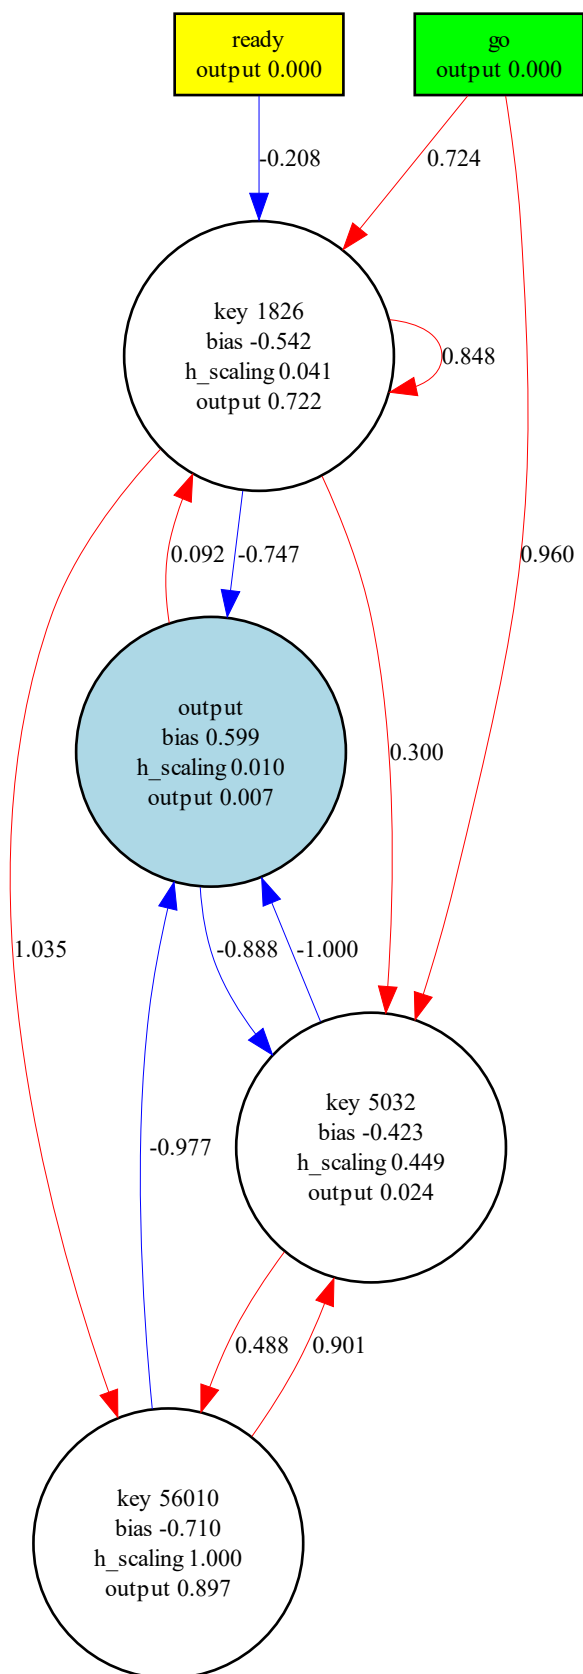 ready
output 0.000
go
output 0.000
-0.208
0.724
key 1826
bias -0.542
h_scaling 0.041
output 0.722
0.848
0.092
-0.747
0.960
output
bias 0.599
h_scaling 0.010
output 0.007
0.300
1.035
-0.888
-1.000
key 5032
bias -0.423
h_scaling 0.449
output 0.024
-0.977
0.488
0.901
key 56010
bias -0.710
h_scaling 1.000
output 0.897